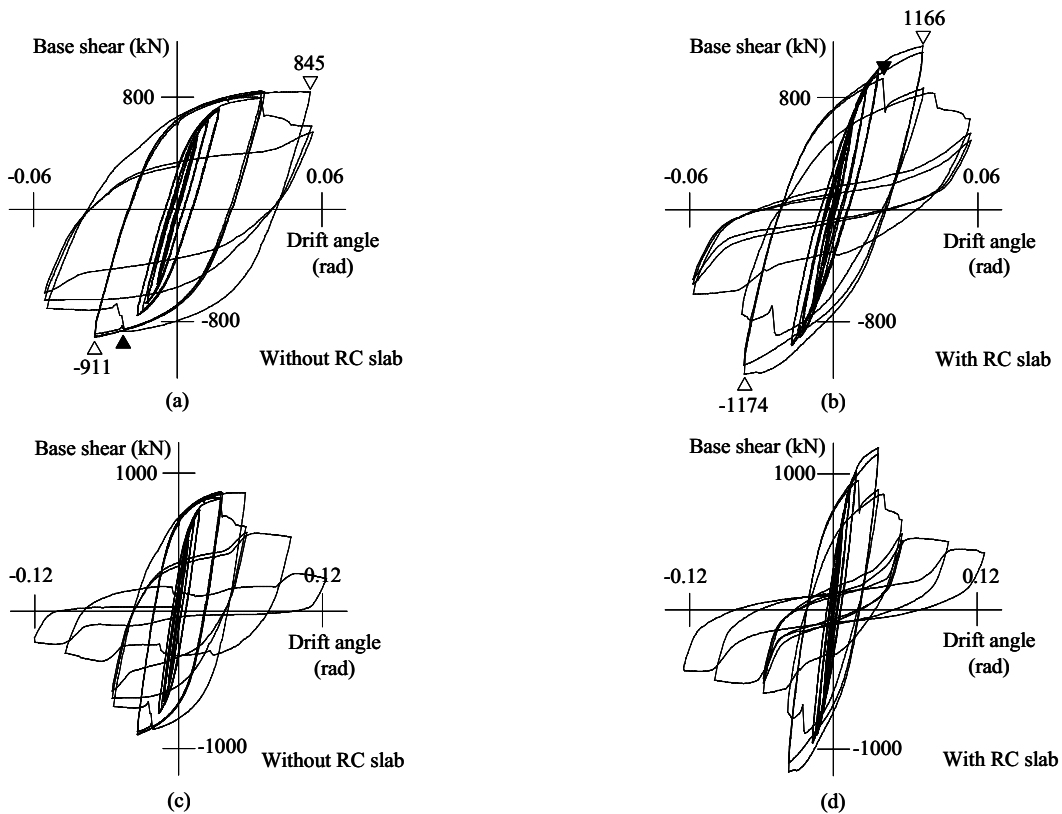 Base shear (kN)
845
800
-0.06
0.06
Drift angle
(rad)
-800
-911
Without RC slab
(a)
1166
Base shear (kN)
800
-0.06
0.06
Drift angle
(rad)
-800
With RC slab
-1174
(b)
Base shear (kN)
1000
-0.12
0.12
Drift angle
(rad)
-1000
Without RC slab
(c)
Base shear (kN)
1000
-0.12
0.12
Drift angle
(rad)
-1000
With RC slab
(d)